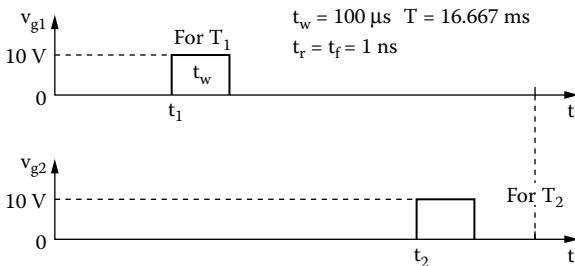 v_g1
t_w = 100 μs T = 16.667 ms
For T_1
t_r = t_f = 1 ns
10 V
t_w
0
t_1
t
v_g2
10 V
For T_2
0
t_2
t